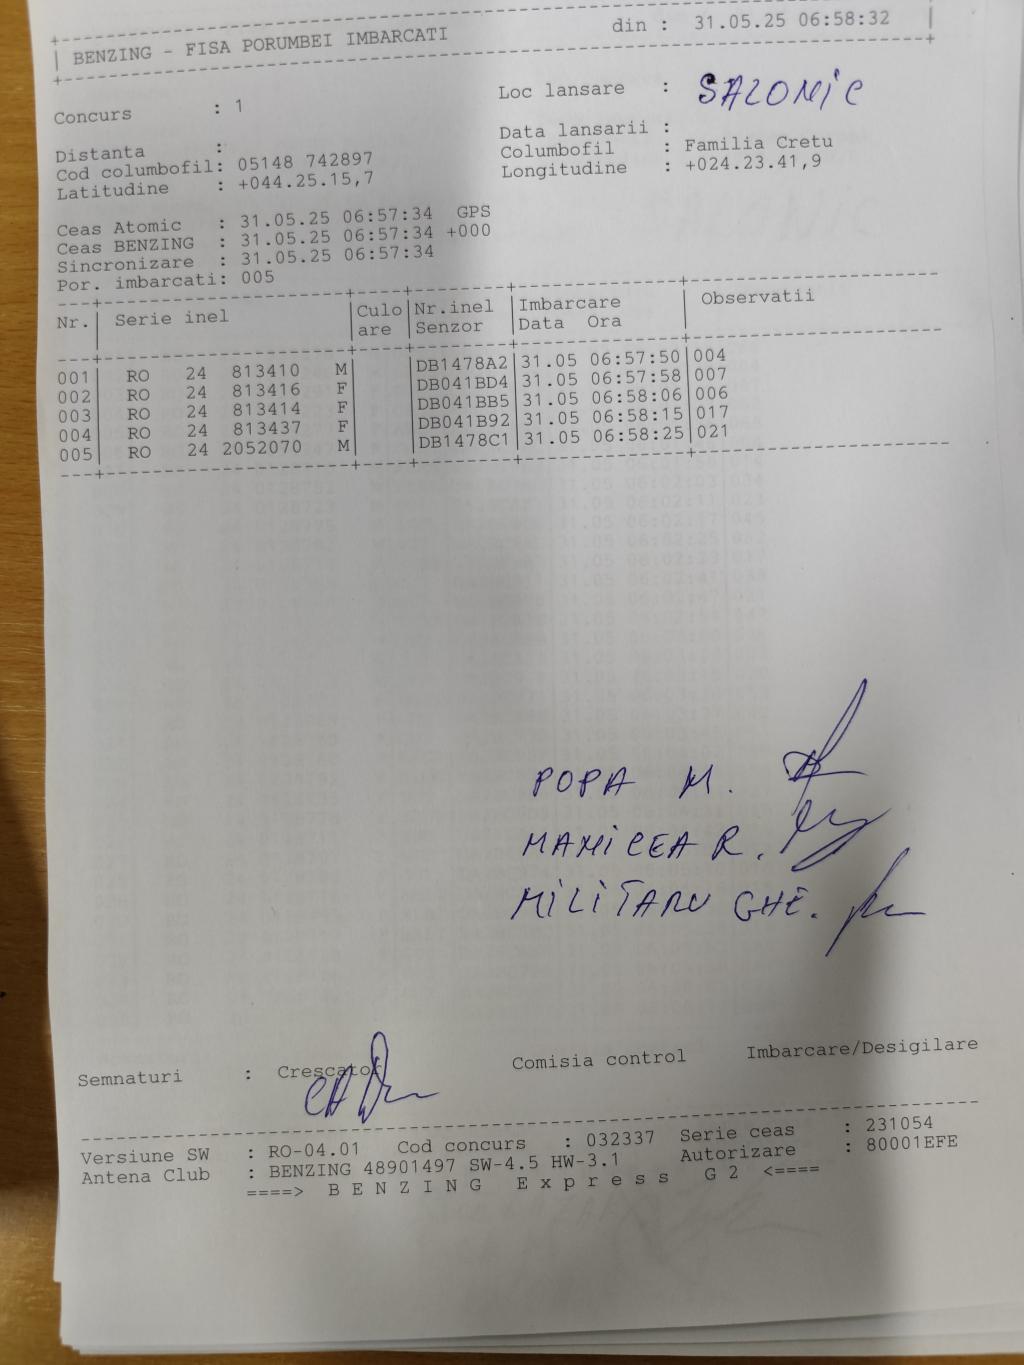 BENZING - FISA PORUMBEI IMBARCATI din : 31.05.25 06:58:32
Concurs : 1 Loc lansare : SALONIC
Distanta : Data lansarii :
Cod columbofil: 05148 742897 Columbofil : Familia Cretu
Latitudine : +044.25.15,7 Longitudine : +024.23.41,9
Ceas Atomic : 31.05.25 06:57:34 GPS
Ceas BENZING : 31.05.25 06:57:34 +000
Sincronizare : 31.05.25 06:57:34
Por. imbarcati: 005
Nr. Serie inel Culo Nr.inel Imbarcare Observatii
are Senzor Data Ora
001 RO 24 813410 M DB1478A2 31.05 06:57:50 004
002 RO 24 813416 F DB041BD4 31.05 06:57:58 007
003 RO 24 813414 F DB041BB5 31.05 06:58:06 006
004 RO 24 813437 F DB041B92 31.05 06:58:15 017
005 RO 24 2052070 M DB1478C1 31.05 06:58:25 021
POPA M.
MAMICEA R.
MILITARU GHE.
Semnaturi : Crescator Comisia control Imbarcare/Desigilare
Versiune SW : RO-04.01 Cod concurs : 032337 Serie ceas : 231054
Antena Club : BENZING 48901497 SW-4.5 HW-3.1 Autorizare : 80001EFE
====> B E N Z I N G E x p r e s s G 2 <====